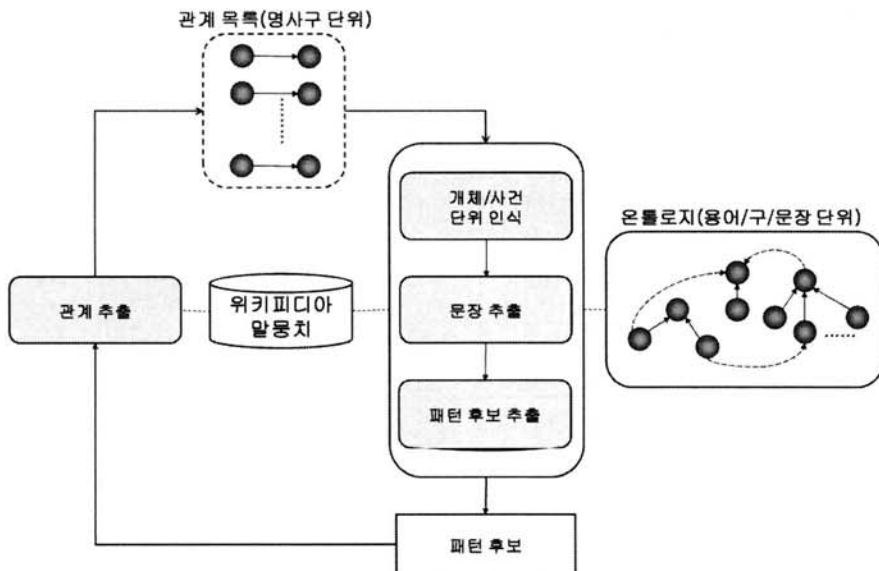 관계 목록(명사구 단위)
개체/사건
단위 인식
온톨로지(용어/구/문장 단위)
관계 추출
위키피디아
말뭉치
문장 추출
패턴 후보 추출
패턴 후보